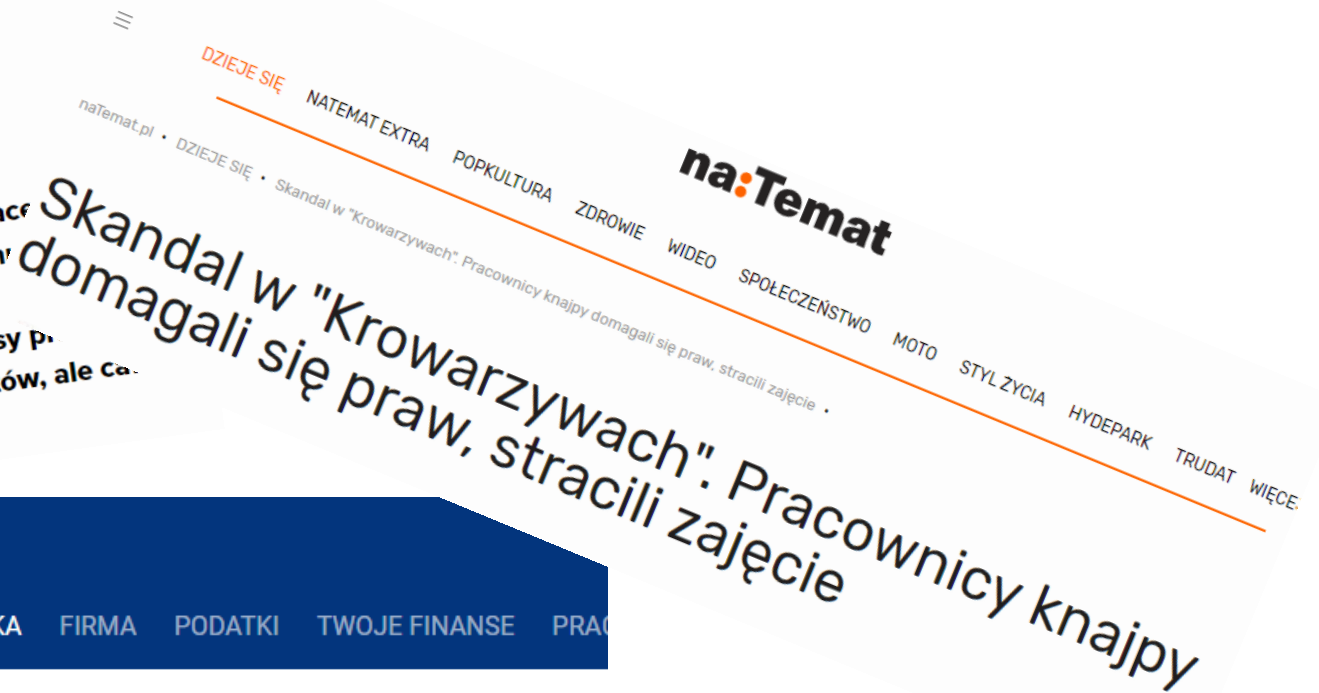 DZIEJE SIĘ NATEMAT EXTRA POPKULTURA ZDROWIE WIDEO SPOŁECZEŃSTWO MOTO STYL ŻYCIA HYDEPARK TRUDAT
na:Temat
naTemat.pl • DZIEJE SIĘ • Skandal w "Krowarzywach". Pracownicy knajpy domagali się praw, stracili zajęcie •
Skandal w "Krowarzywach". Pracownicy knajpy
domagali się praw, stracili zajęcie
ale
FIRMA PODATKI TWOJE FINANSE